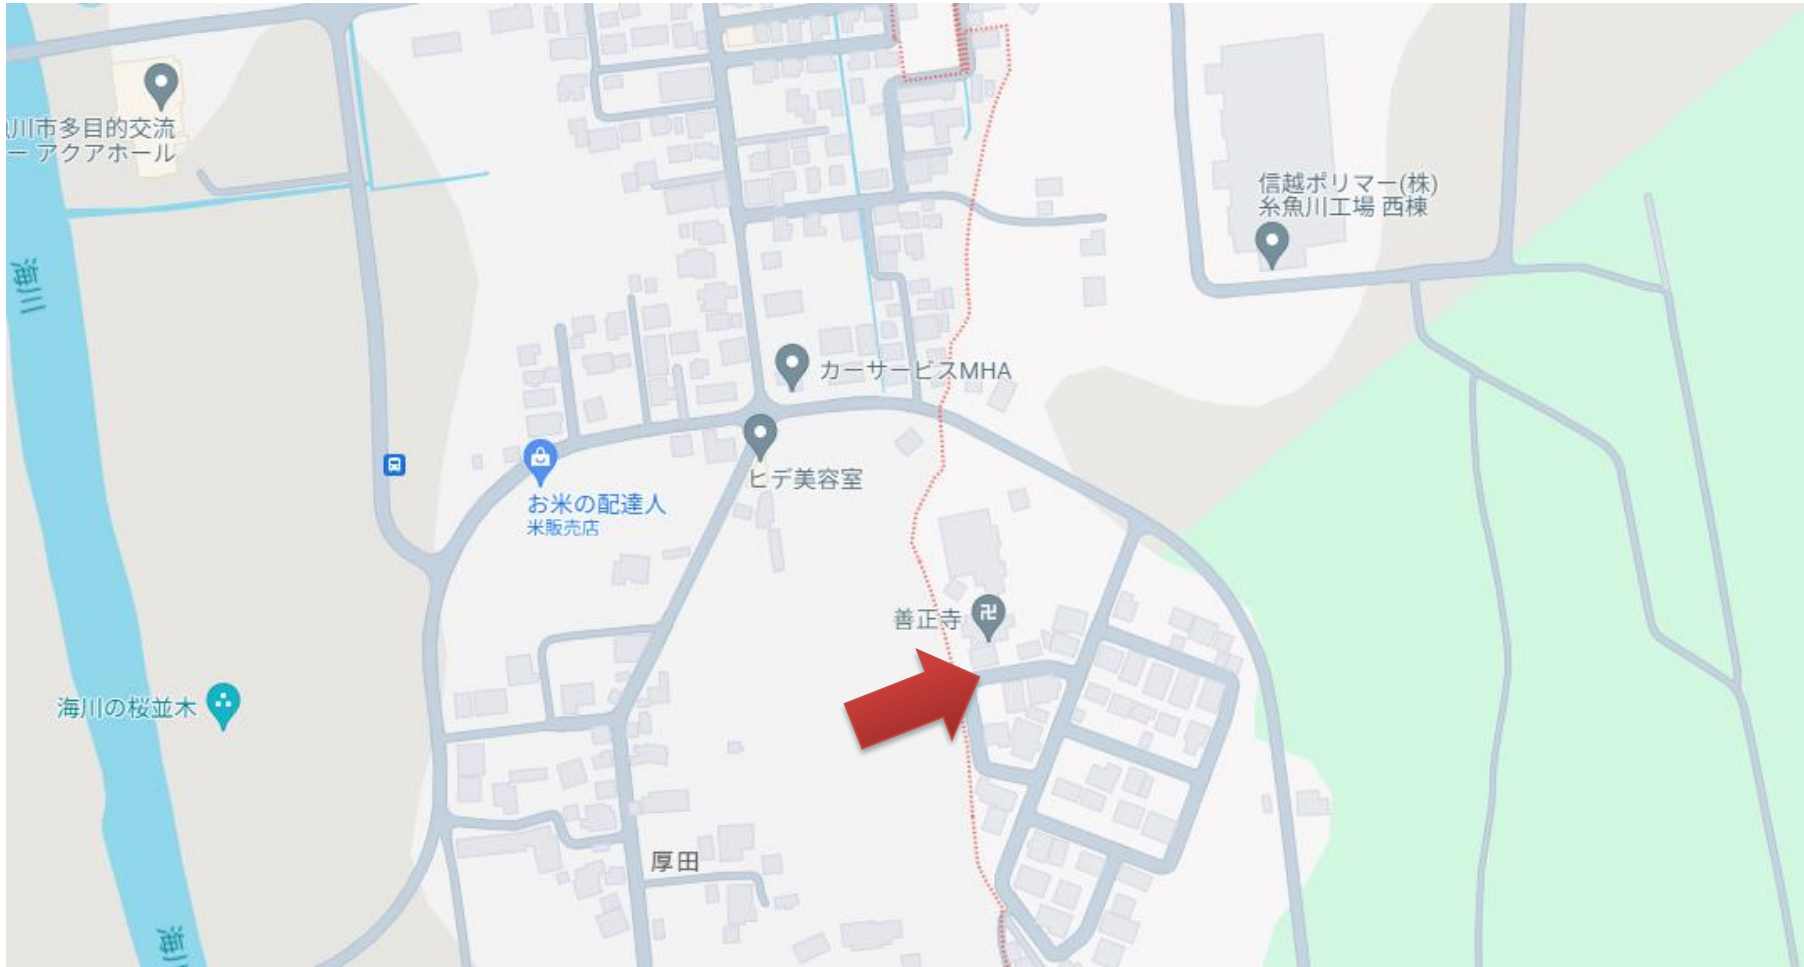 川市多目的交流
ー アクアホール
信越ポリマー(株)
糸魚川工場 西棟
海川
カーサービスMHA
ヒデ美容室
お米の配達人
米販売店
善正寺
海川の桜並木
厚田
海川